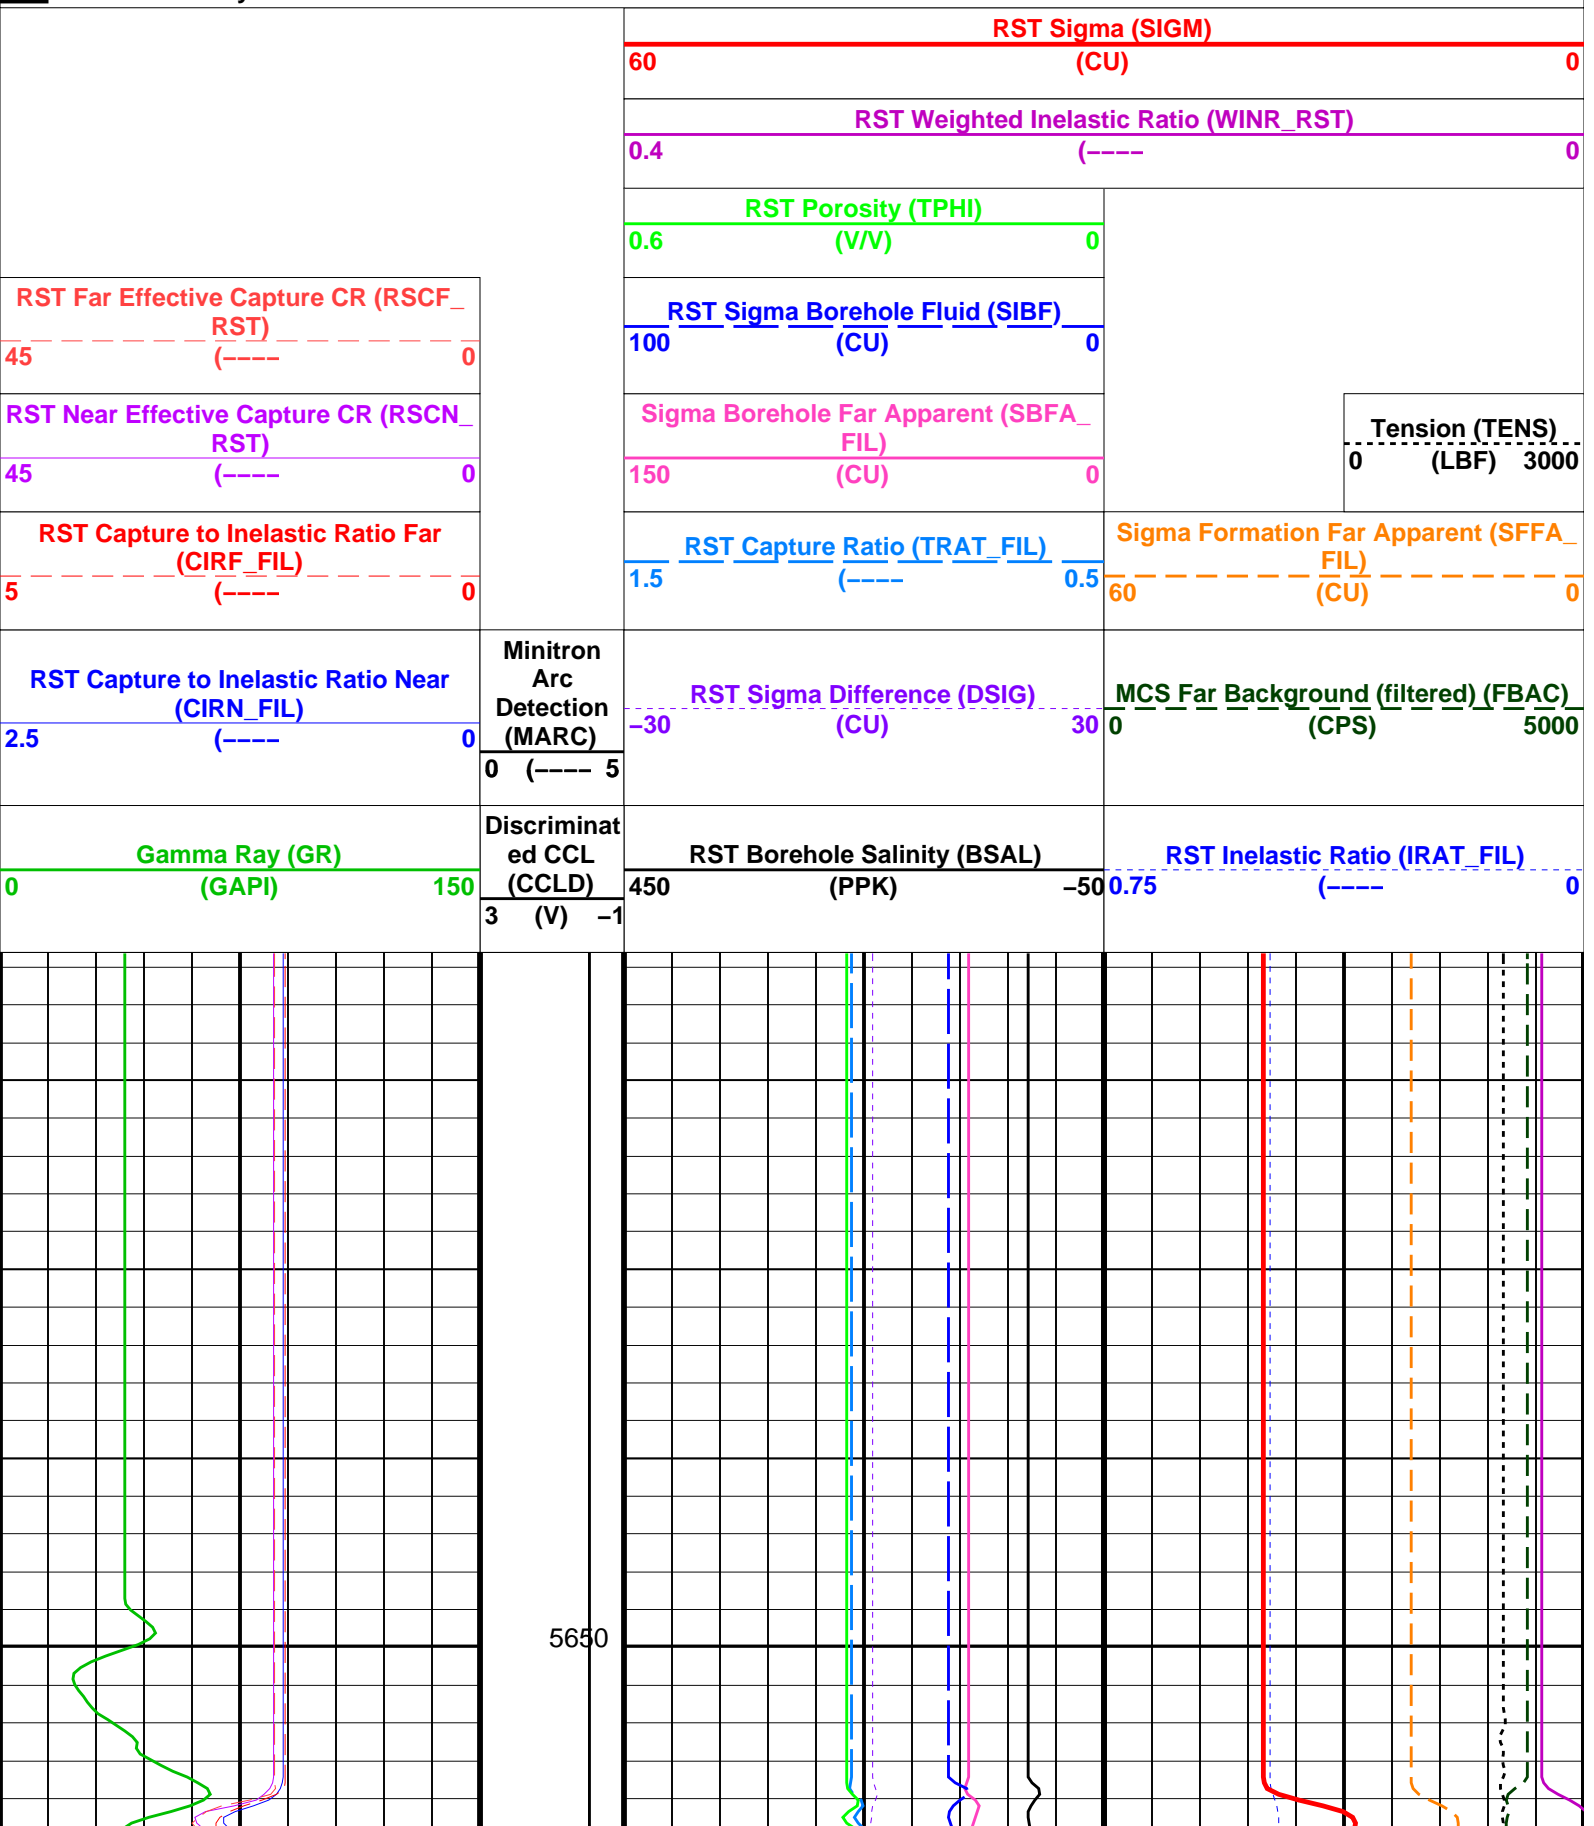 RST Sigma (SIGM)
60 (CU) 0
RST Weighted Inelastic Ratio (WINR_RST)
0.4 (---- 0
RST Porosity (TPHI)
0.6 (V/V) 0
RST Far Effective Capture CR (RSCF_
RST)
45 (---- 0
RST Sigma Borehole Fluid (SIBF)
100 (CU) 0
RST Near Effective Capture CR (RSCN_
RST)
45 (---- 0
Sigma Borehole Far Apparent (SBFA_
FIL)
150 (CU) 0
Tension (TENS)
0 (LBF) 3000
RST Capture to Inelastic Ratio Far
(CIRF_FIL)
5 (---- 0
RST Capture Ratio (TRAT_FIL)
1.5 (---- 0.5
Sigma Formation Far Apparent (SFFA_
FIL)
60 (CU) 0
RST Capture to Inelastic Ratio Near
(CIRN_FIL)
2.5 (---- 0
Minitron
Arc
Detection
(MARC)
0 (---- 5
RST Sigma Difference (DSIG)
-30 (CU) 30
MCS Far Background (filtered) (FBAC)
0 (CPS) 5000
Gamma Ray (GR)
0 (GAPI) 150
Discriminat
ed CCL
(CCLD)
3 (V) -1
RST Borehole Salinity (BSAL)
450 (PPK) -50
RST Inelastic Ratio (IRAT_FIL)
0.75 (---- 0
5650